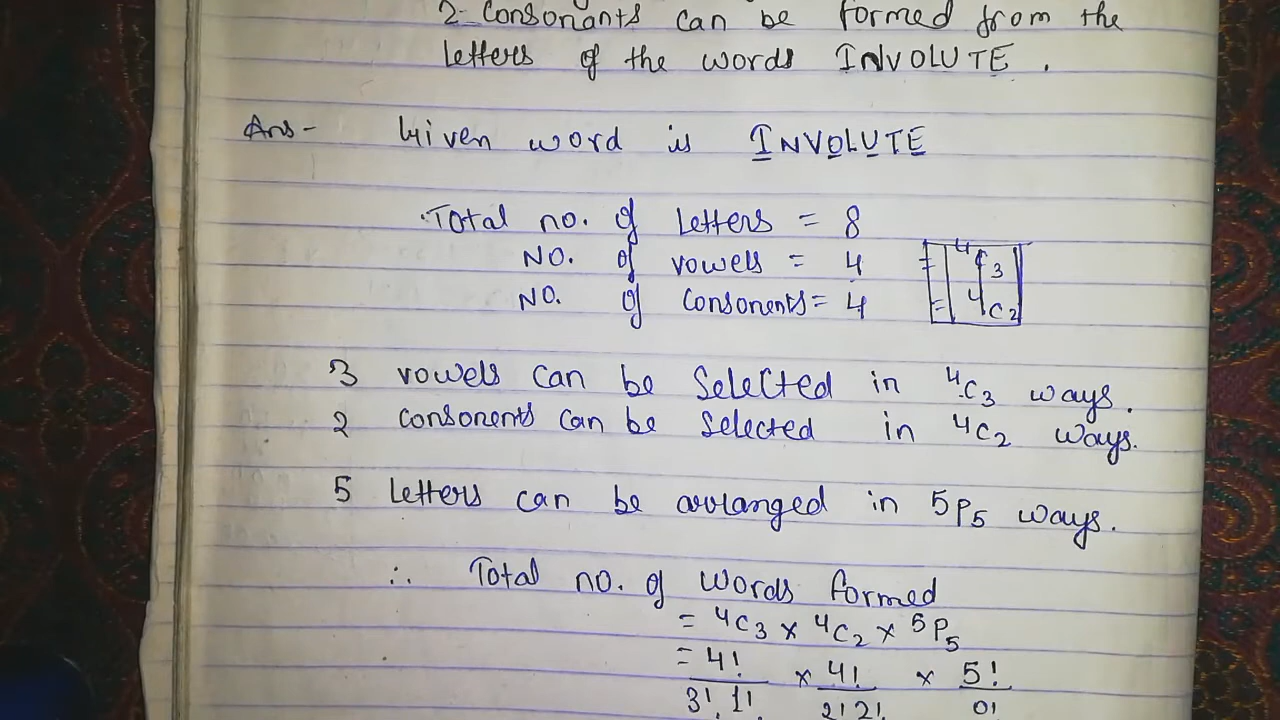 2 Consonants can be formed from the
letters of the words INVOLUTE.
Ans- Given word is INVOLUTE
Total no. of letters = 8
No. of vowels = 4 = 4C3
No. of consonents = 4 = 4C2
3 vowels can be selected in 4C3 ways.
2 consonents can be selected in 4C2 ways.
5 letters can be arranged in 5P5 ways.
∴ Total no. of words formed
= 4C3 x 4C2 x 5P5
= 4! x 4! x 5!
3! 1! 2! 2! 0!